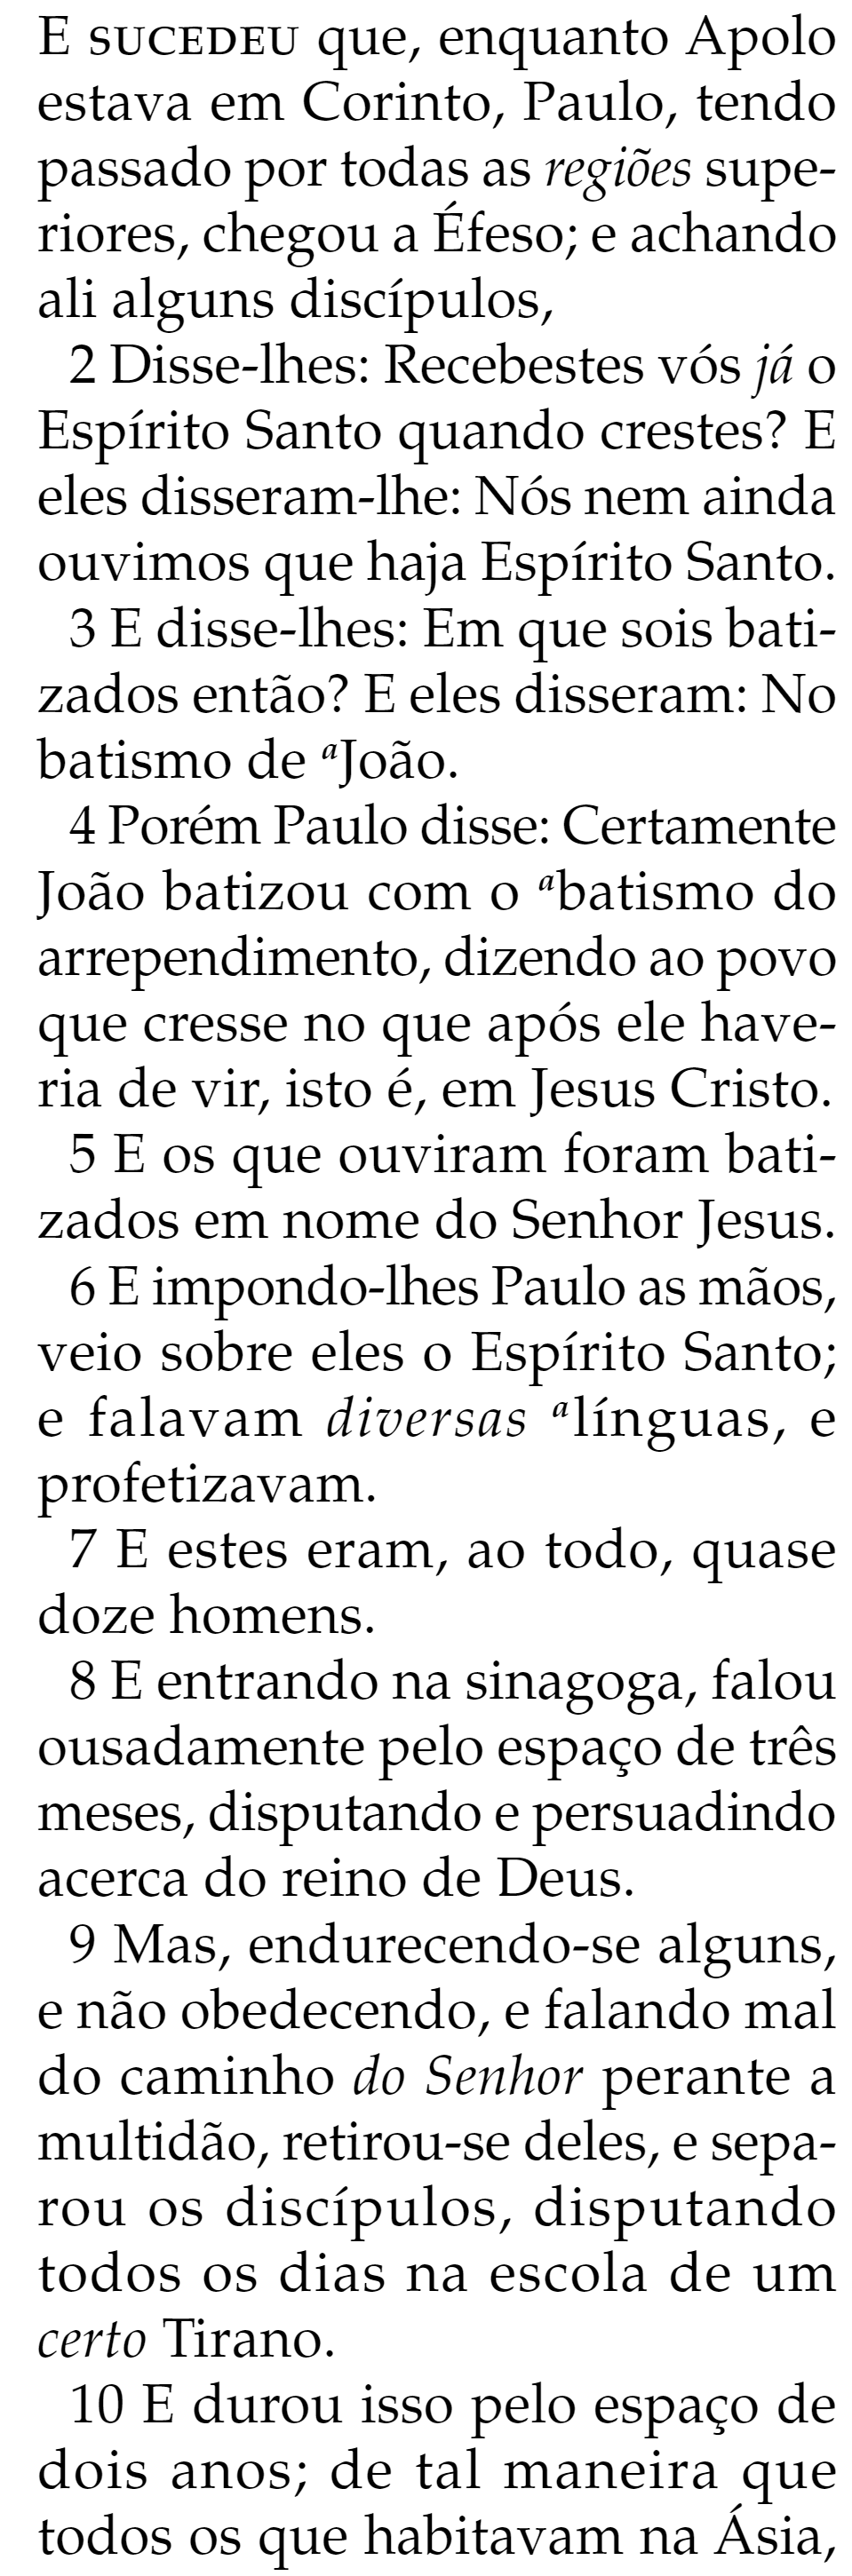 E SUCEDEU que, enquanto Apolo
estava em Corinto, Paulo, tendo
passado por todas as regiões supe-
riores, chegou a Éfeso; e achando
ali alguns discípulos,
2 Disse-lhes: Recebestes vós já o
Espírito Santo quando crestes? E
eles disseram-lhe: Nós nem ainda
ouvimos que haja Espírito Santo.
3 E disse-lhes: Em que sois bati-
zados então? E eles disseram: No
batismo de ᵃJoão.
4 Porém Paulo disse: Certamente
João batizou com o ᵃbatismo do
arrependimento, dizendo ao povo
que cresse no que após ele have-
ria de vir, isto é, em Jesus Cristo.
5 E os que ouviram foram bati-
zados em nome do Senhor Jesus.
6 E impondo-lhes Paulo as mãos,
veio sobre eles o Espírito Santo;
e falavam diversas ᵃlínguas, e
profetizavam.
7 E estes eram, ao todo, quase
doze homens.
8 E entrando na sinagoga, falou
ousadamente pelo espaço de três
meses, disputando e persuadindo
acerca do reino de Deus.
9 Mas, endurecendo-se alguns,
e não obedecendo, e falando mal
do caminho do Senhor perante a
multidão, retirou-se deles, e sepa-
rou os discípulos, disputando
todos os dias na escola de um
certo Tirano.
10 E durou isso pelo espaço de
dois anos; de tal maneira que
todos os que habitavam na Ásia,